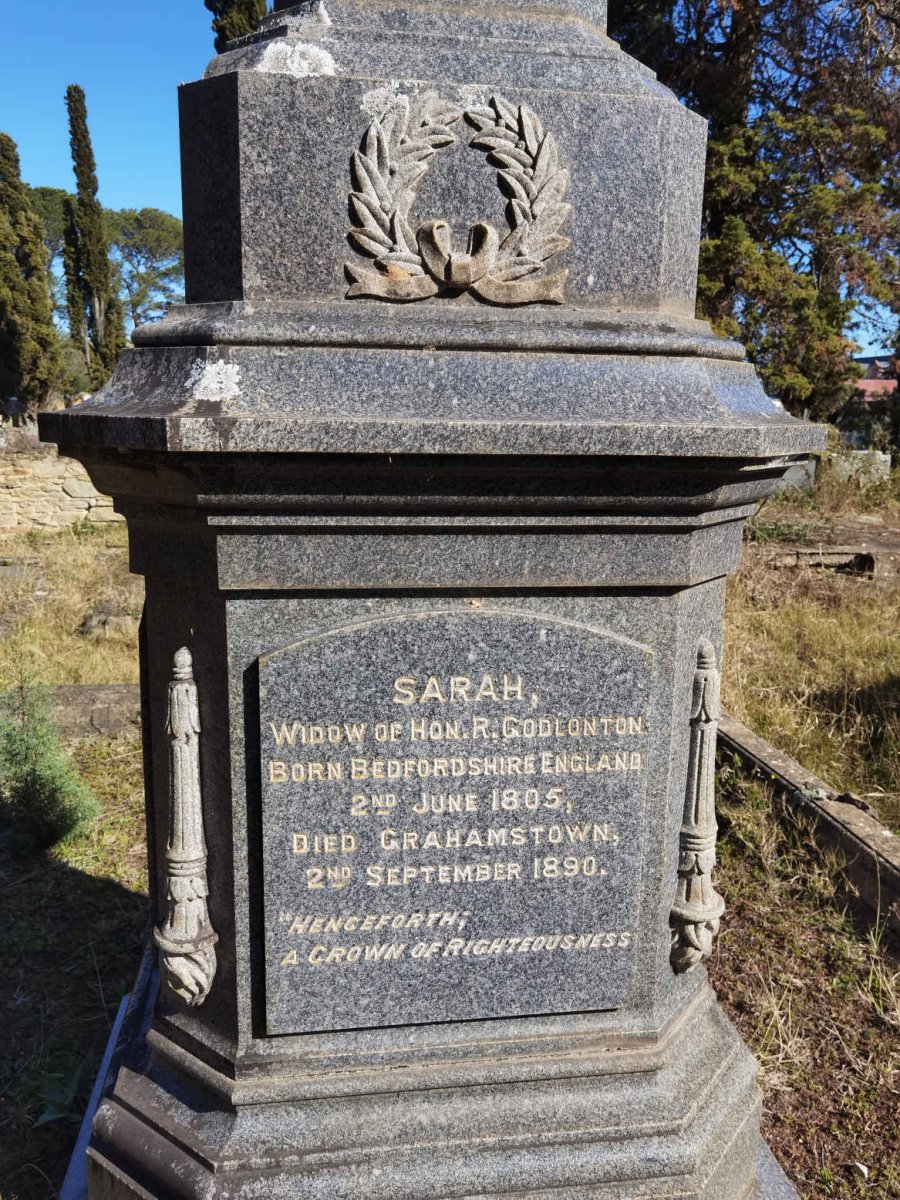 SARAH,
WIDOW OF HON. R. GODLONTON
BORN BEDFORDSHIRE ENGLAND
2ND JUNE 1805,
DIED GRAHAMSTOWN,
2ND SEPTEMBER 1890.
"HENCEFORTH;
A CROWN OF RIGHTEOUSNESS